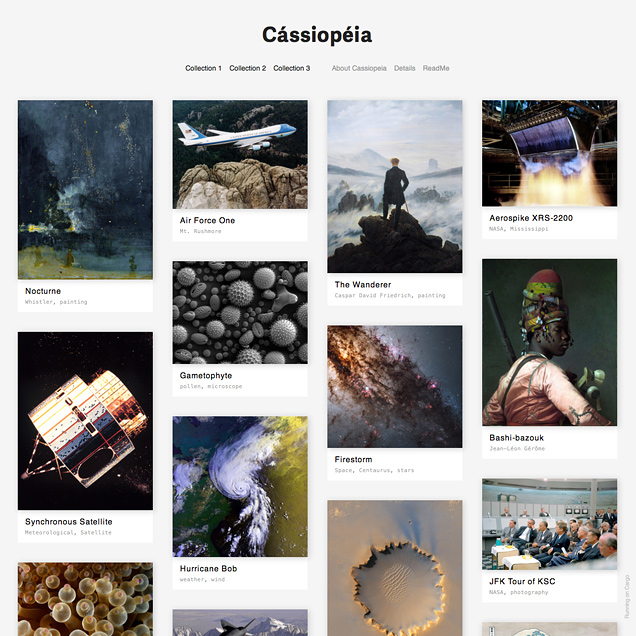 Cássiopéia
Collection 1 Collection 2 Collection 3 About Cassiopeia Details ReadMe
Nocturne
Whistler, painting
Synchronous Satellite
Meteorological, Satellite
Air Force One
Mt. Rushmore
Gametophyte
pollen, microscope
Hurricane Bob
weather, wind
The Wanderer
Caspar David Friedrich, painting
Firestorm
Space, Centaurus, stars
Aerospike XRS-2200
NASA, Mississippi
Bashi-bazouk
Jean-Léon Gérôme
JFK Tour of KSC
NASA, photography
Running on Cargo